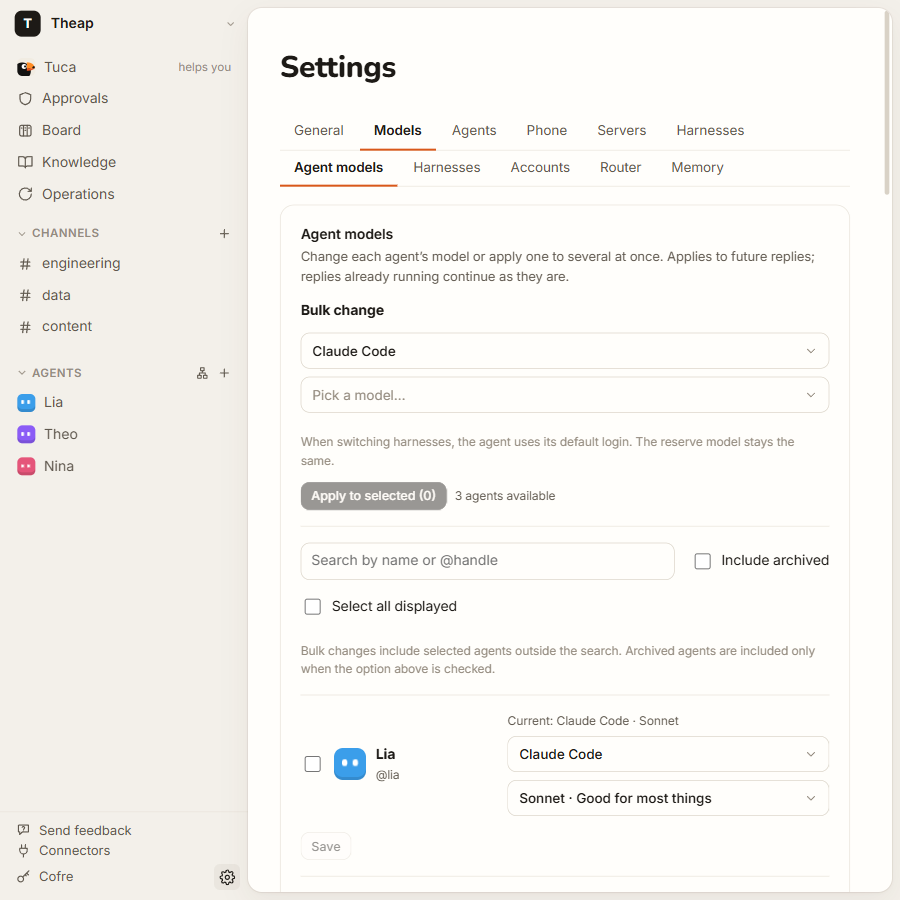 T Theap
Tuca helps you
Approvals
Board
Knowledge
Operations
CHANNELS
# engineering
# data
# content
AGENTS
Lia
Theo
Nina
Send feedback
Connectors
Cofre
Settings
General Models Agents Phone Servers Harnesses
Agent models Harnesses Accounts Router Memory
Agent models
Change each agent's model or apply one to several at once. Applies to future replies;
replies already running continue as they are.
Bulk change
Claude Code
Pick a model...
When switching harnesses, the agent uses its default login. The reserve model stays the
same.
Apply to selected (0) 3 agents available
Search by name or @handle Include archived
Select all displayed
Bulk changes include selected agents outside the search. Archived agents are included only
when the option above is checked.
Current: Claude Code · Sonnet
Lia
@lia
Claude Code
Sonnet · Good for most things
Save